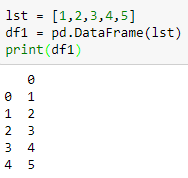 lst = [1,2,3,4,5]
df1 = pd.DataFrame(lst)
print(df1)
   0
0  1
1  2
2  3
3  4
4  5